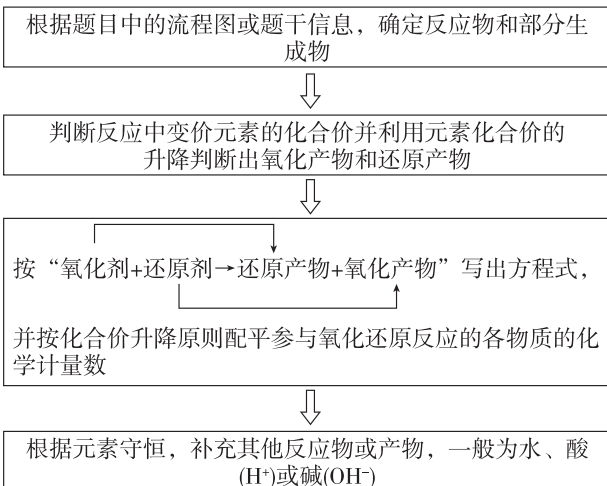 根据题目中的流程图或题干信息，确定反应物和部分生
成物
判断反应中变价元素的化合价并利用元素化合价的
升降判断出氧化产物和还原产物
按“氧化剂+还原剂→还原产物+氧化产物”写出方程式，
并按化合价升降原则配平参与氧化还原反应的各物质的化
学计量数
根据元素守恒，补充其他反应物或产物，一般为水、酸
(H⁺)或碱(OH⁻)